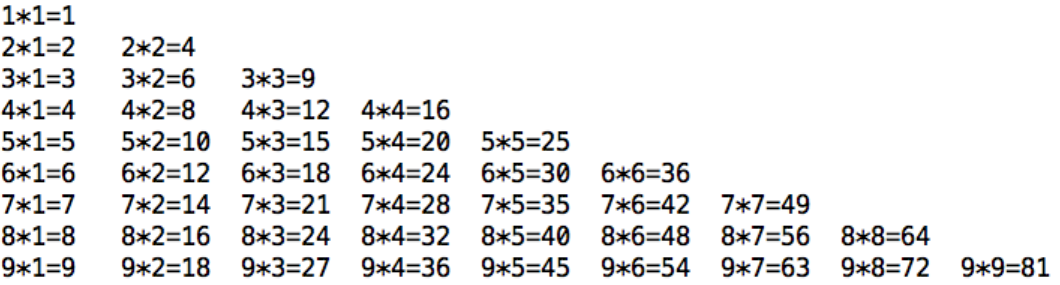 1*1=1
2*1=2 2*2=4
3*1=3 3*2=6 3*3=9
4*1=4 4*2=8 4*3=12 4*4=16
5*1=5 5*2=10 5*3=15 5*4=20 5*5=25
6*1=6 6*2=12 6*3=18 6*4=24 6*5=30 6*6=36
7*1=7 7*2=14 7*3=21 7*4=28 7*5=35 7*6=42 7*7=49
8*1=8 8*2=16 8*3=24 8*4=32 8*5=40 8*6=48 8*7=56 8*8=64
9*1=9 9*2=18 9*3=27 9*4=36 9*5=45 9*6=54 9*7=63 9*8=72 9*9=81